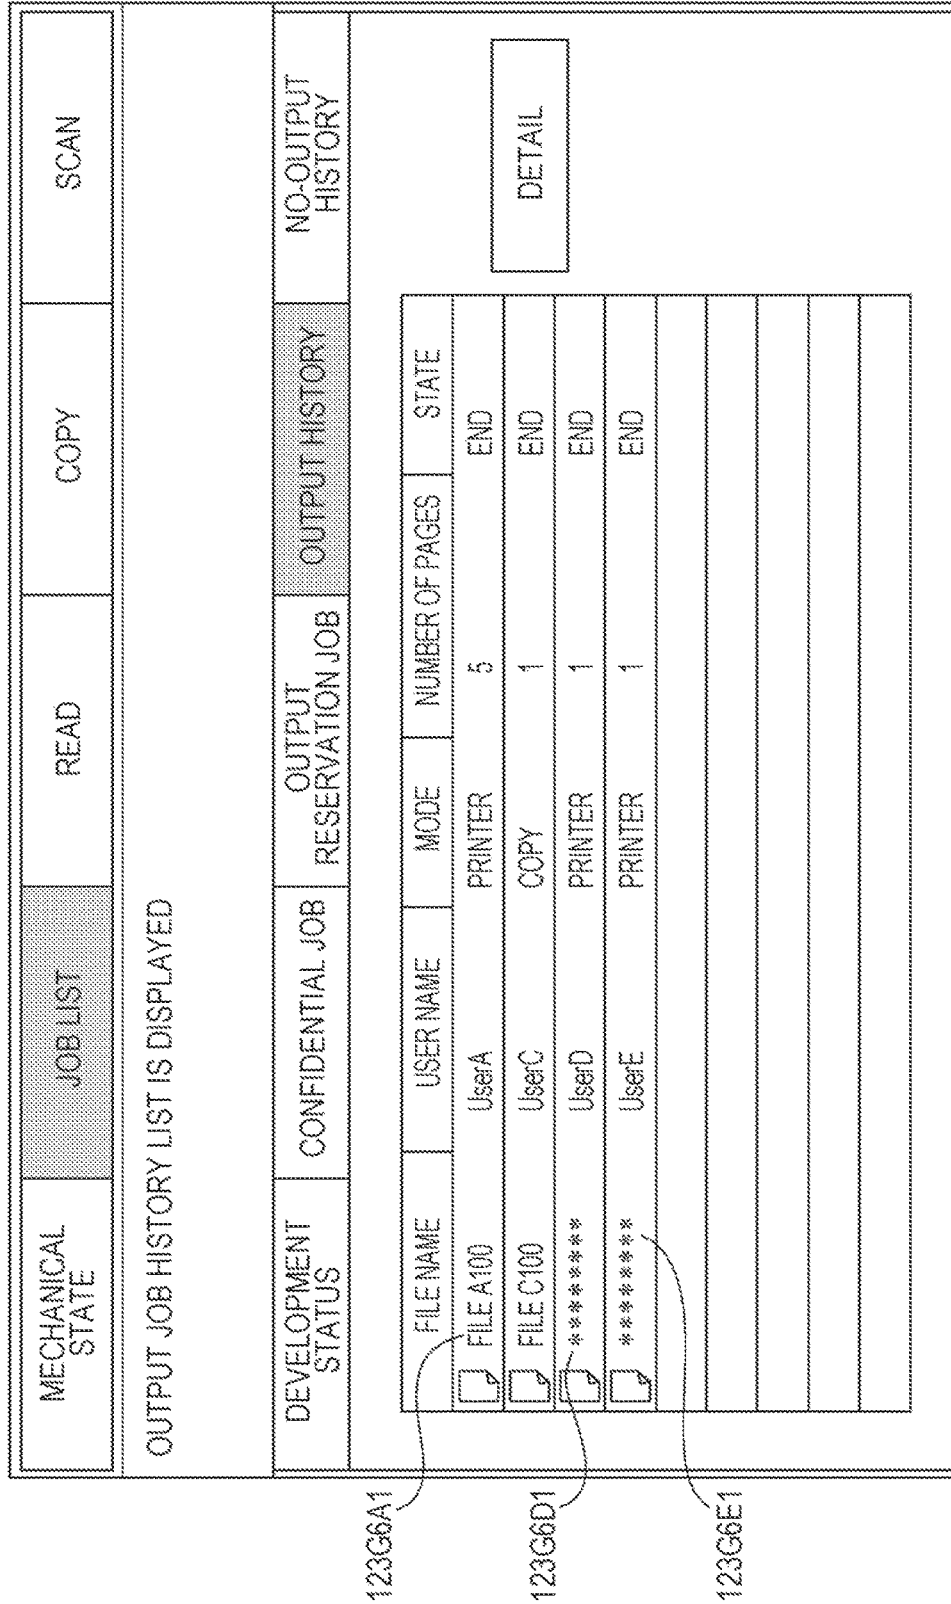 MECHANICAL
STATE
JOB LIST
READ
COPY
SCAN
OUTPUT JOB HISTORY LIST IS DISPLAYED
DEVELOPMENT
STATUS
CONFIDENTIAL JOB
OUTPUT
RESERVATION JOB
OUTPUT HISTORY
NO-OUTPUT
HISTORY
FILE NAME USER NAME MODE NUMBER OF PAGES STATE
FILE A100 UserA PRINTER 5 END
FILE C100 UserC COPY 1 END
******** UserD PRINTER 1 END
******** UserE PRINTER 1 END
DETAIL
123G6A1
123G6D1
123G6E1